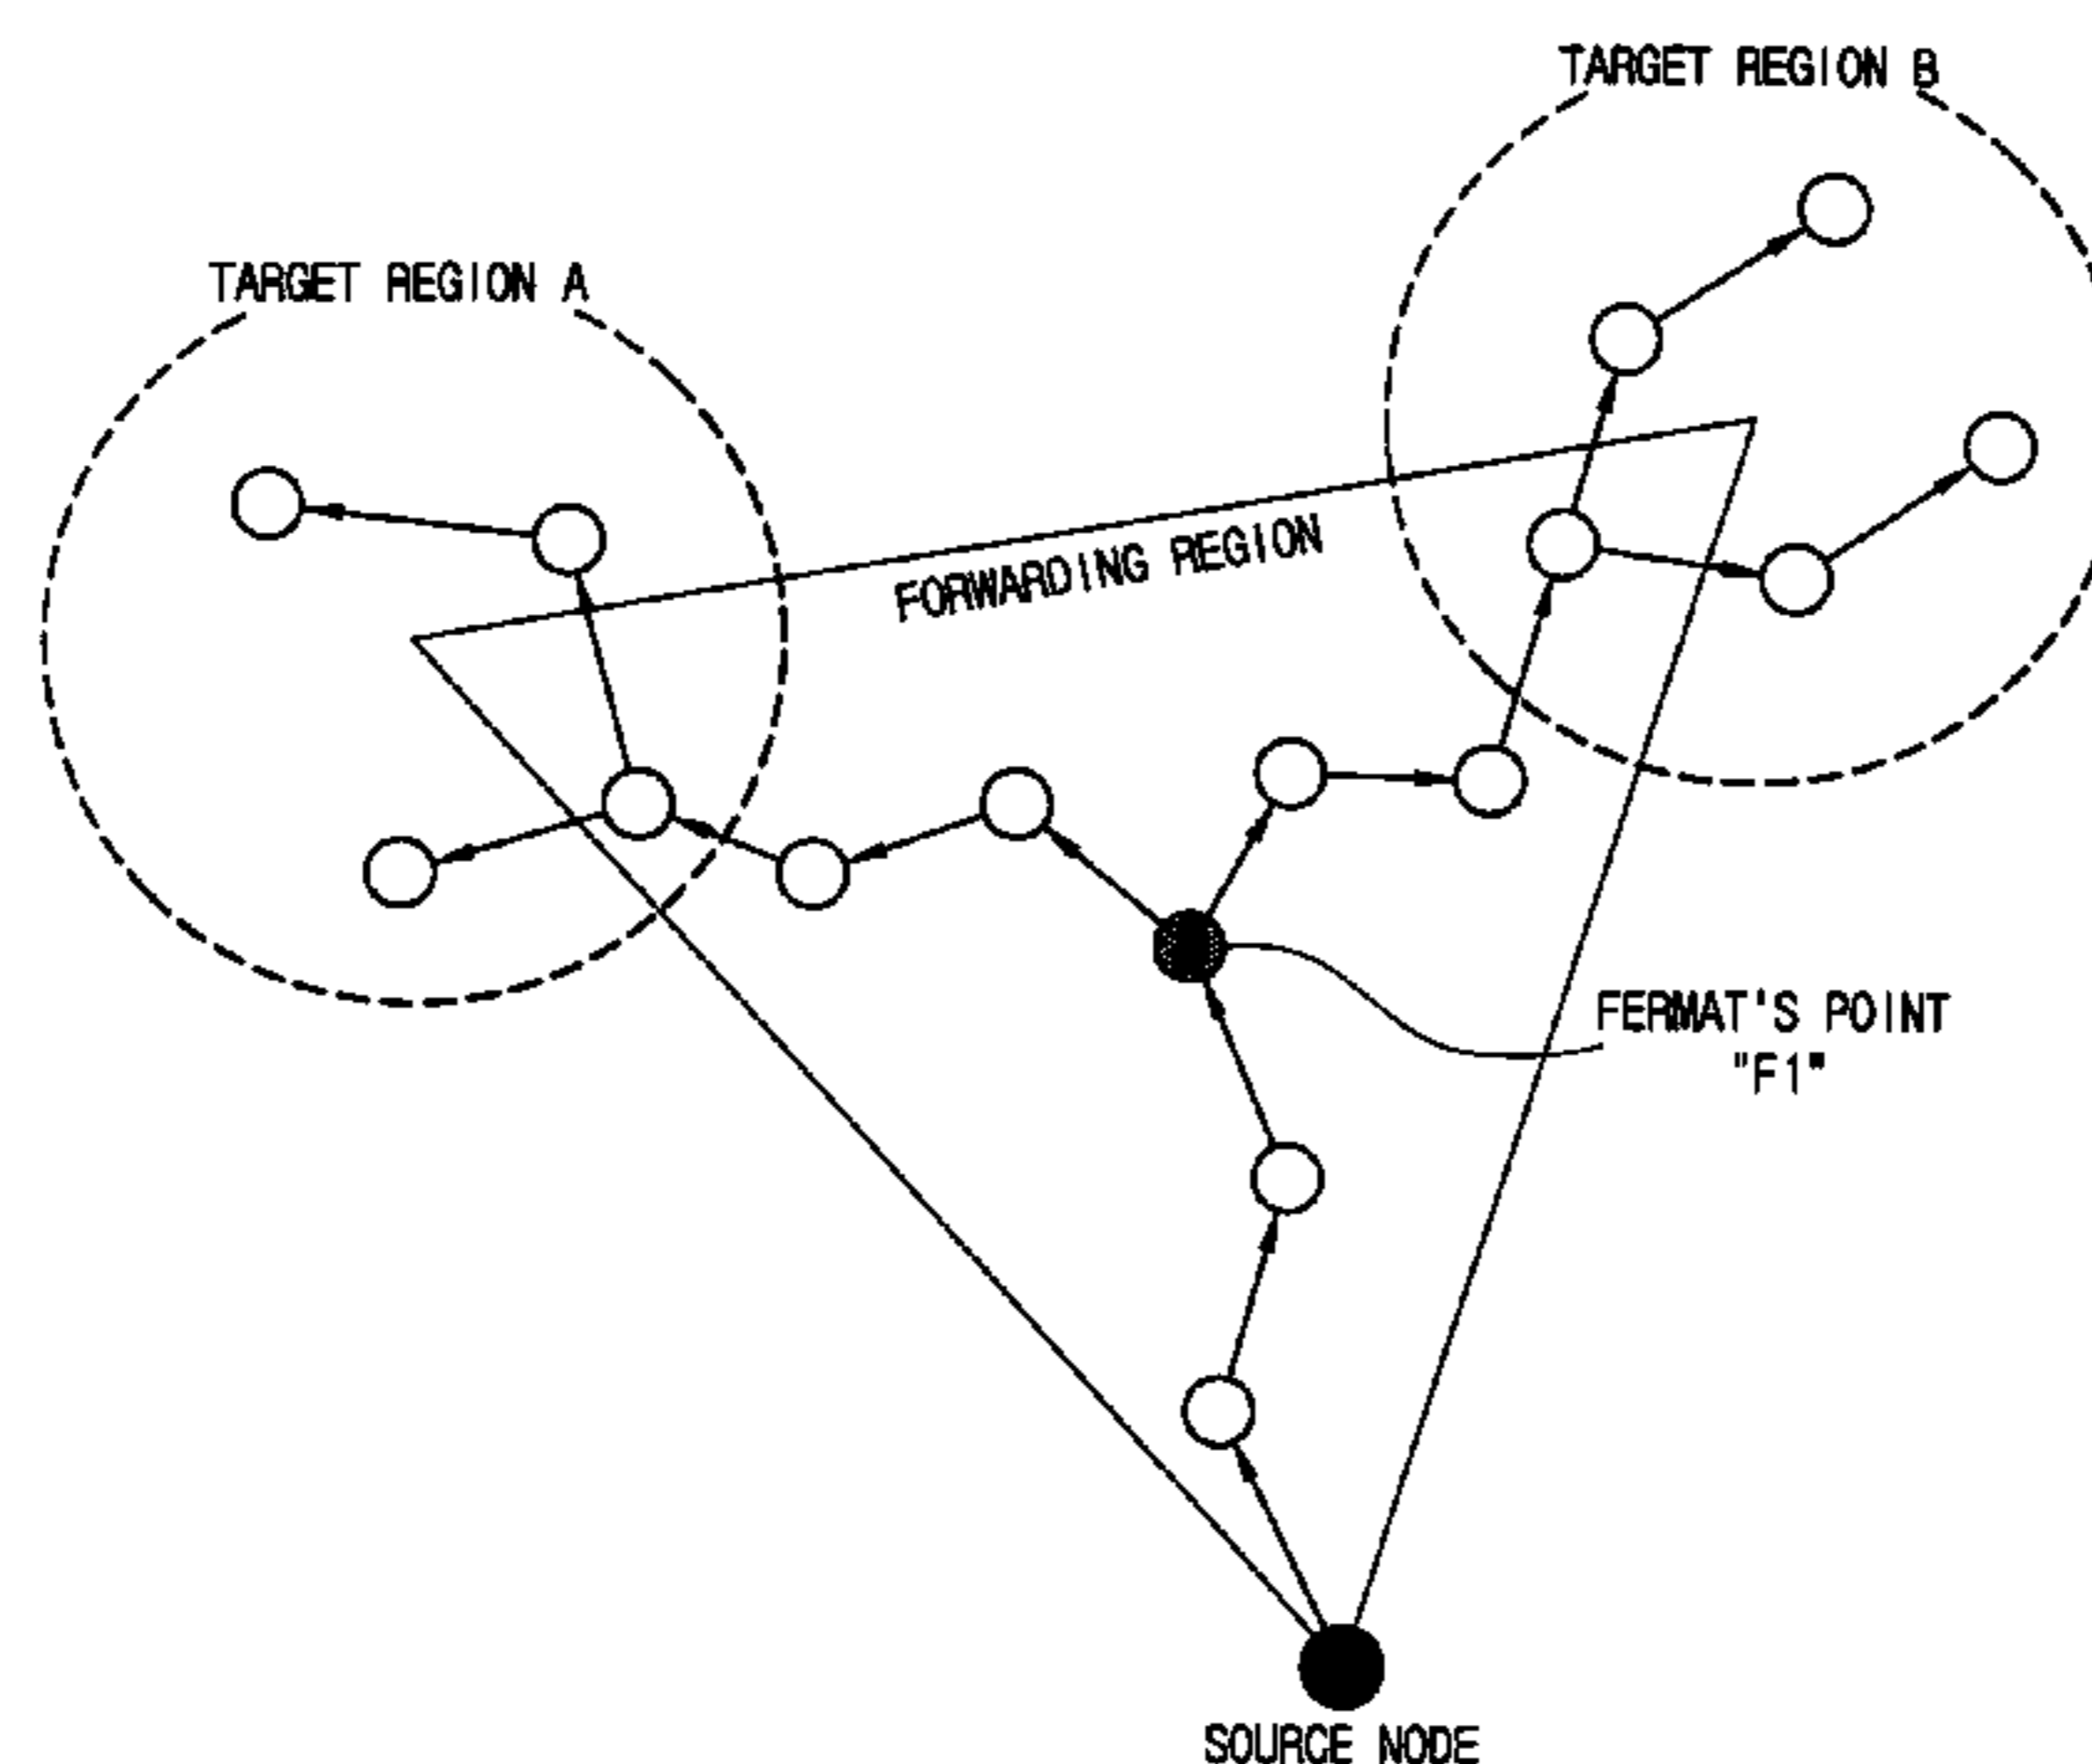 TARGET REGION B
TARGET REGION A
FORWARDING REGION
FERMAT'S POINT
"F1"
SOURCE NODE